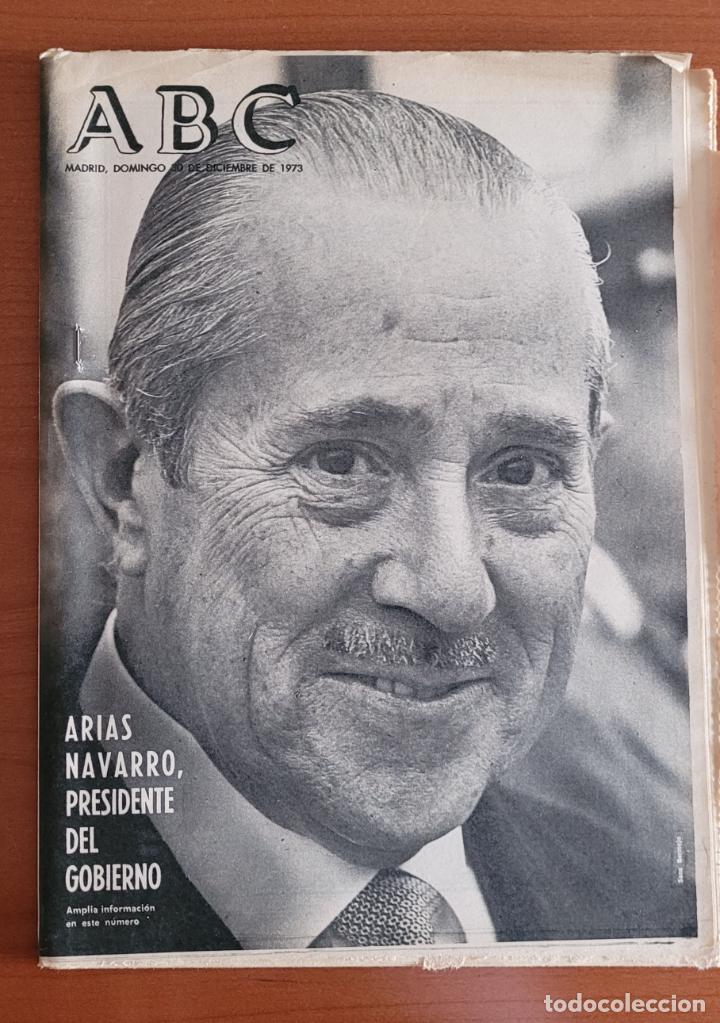 ABC
MADRID, DOMINGO 30 DE DICIEMBRE DE 1973
ARIAS
NAVARRO,
PRESIDENTE
DEL
GOBIERNO
Amplia información
en este número
todocoleccion